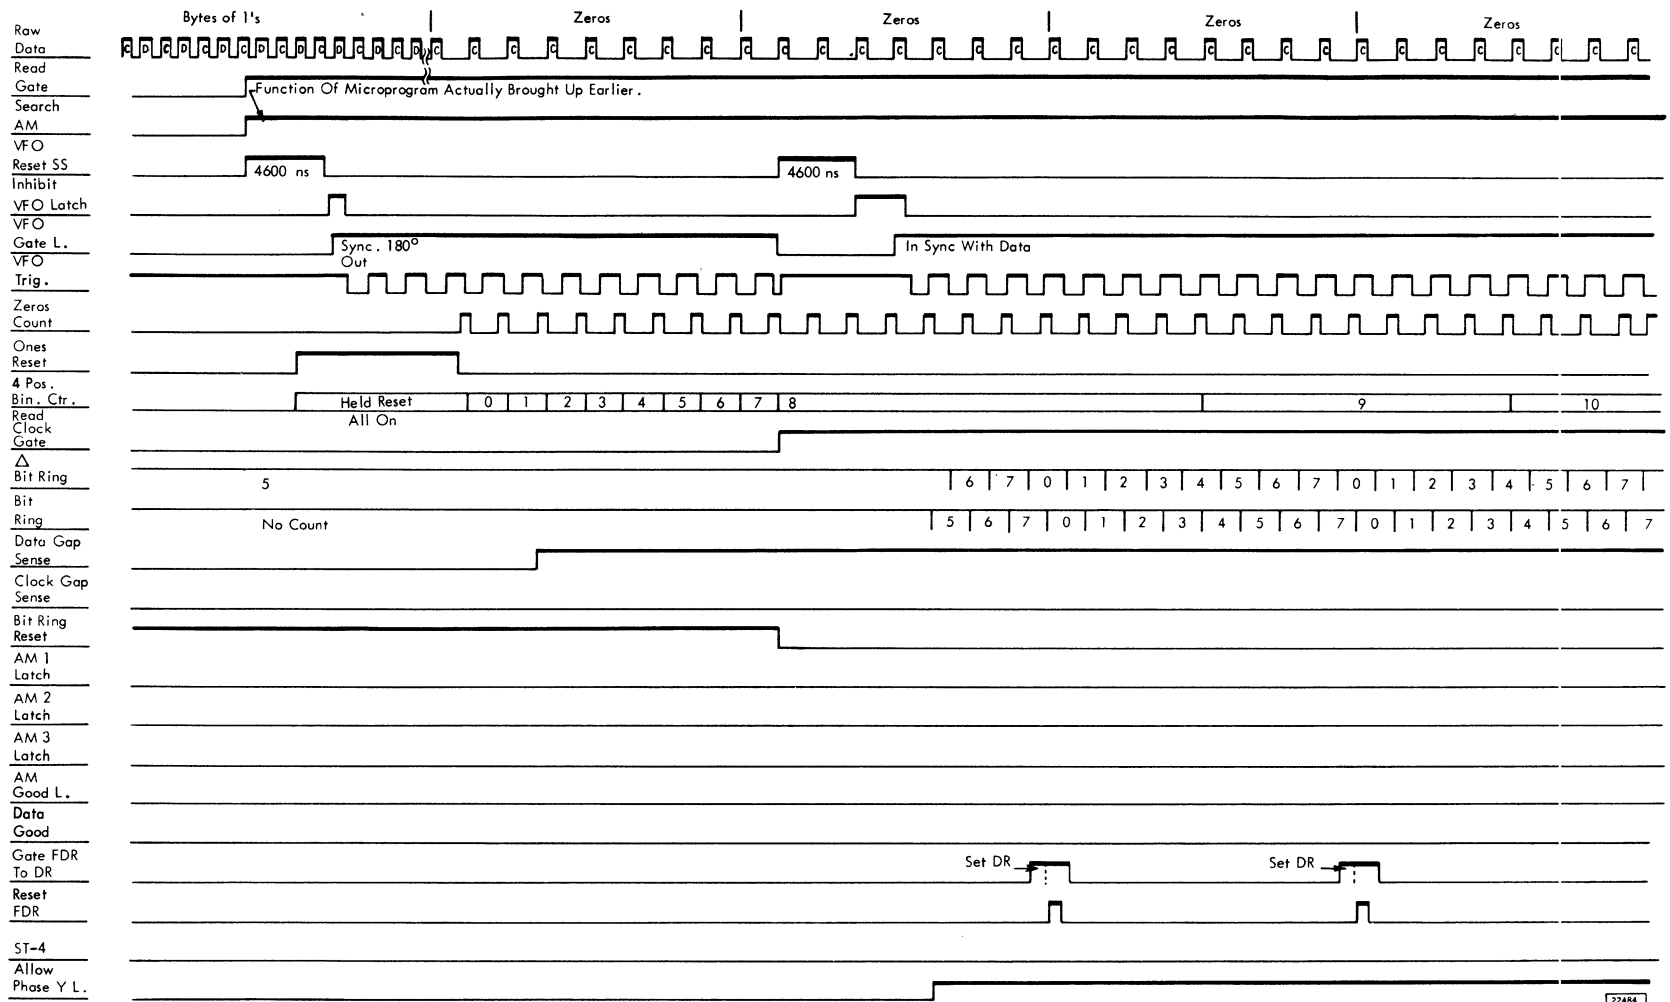 Bytes of 1's Zeros Zeros Zeros Zeros
Raw
Data C D C D C D C D C D C D C D C D C C C C C C C C C C C C C C C C C C C C C C C C C C C C C C C C
Read
Gate
Function Of Microprogram Actually Brought Up Earlier.
Search
AM
VFO
Reset SS 4600 ns 4600 ns
Inhibit
VFO Latch
VFO
Gate L. Sync. 180° In Sync With Data
Out
VFO
Trig.
Zeros
Count
Ones
Reset
4 Pos.
Bin. Ctr. Held Reset 0 1 2 3 4 5 6 7 8 9 10
All On
Read
Clock
Gate
△
Bit Ring 5 6 7 0 1 2 3 4 5 6 7 0 1 2 3 4 5 6 7
Bit
Ring No Count 5 6 7 0 1 2 3 4 5 6 7 0 1 2 3 4 5 6 7
Data Gap
Sense
Clock Gap
Sense
Bit Ring
Reset
AM 1
Latch
AM 2
Latch
AM 3
Latch
AM
Good L.
Data
Good
Gate FDR
To DR Set DR Set DR
Reset
FDR
ST-4
Allow
Phase Y L.
22484